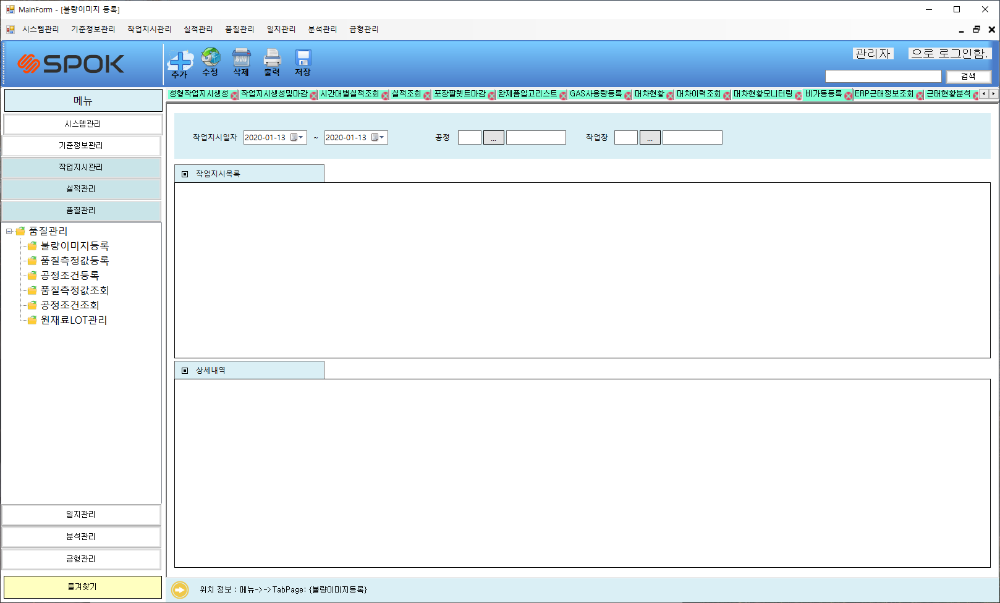 MainForm - [불량이미지 등록]
시스템관리 기준정보관리 작업지시관리 실적관리 품질관리 일지관리 분석관리 금형관리
SPOK
추가 수정 삭제 출력 저장
관리자 으로 로그인함.
검색
메뉴
성형작업지시생성 작업지시생성및마감 시간대별실적조회 실적조회 포장팔렛트마감 완제품입고리스트 GAS사용량등록 대차현황 대차이력조회 대차현황모니터링 비가동등록 ERP근태정보조회 근태현황분석
시스템관리
기준정보관리
작업지시관리
실적관리
품질관리
품질관리
불량이미지등록
품질측정값등록
공정조건등록
품질측정값조회
공정조건조회
원재료LOT관리
일지관리
분석관리
금형관리
즐겨찾기
작업지시일자 2020-01-13 ~ 2020-01-13 공정 ... 작업장 ...
작업지시목록
상세내역
위치 정보 : 메뉴->->TabPage: {불량이미지등록}